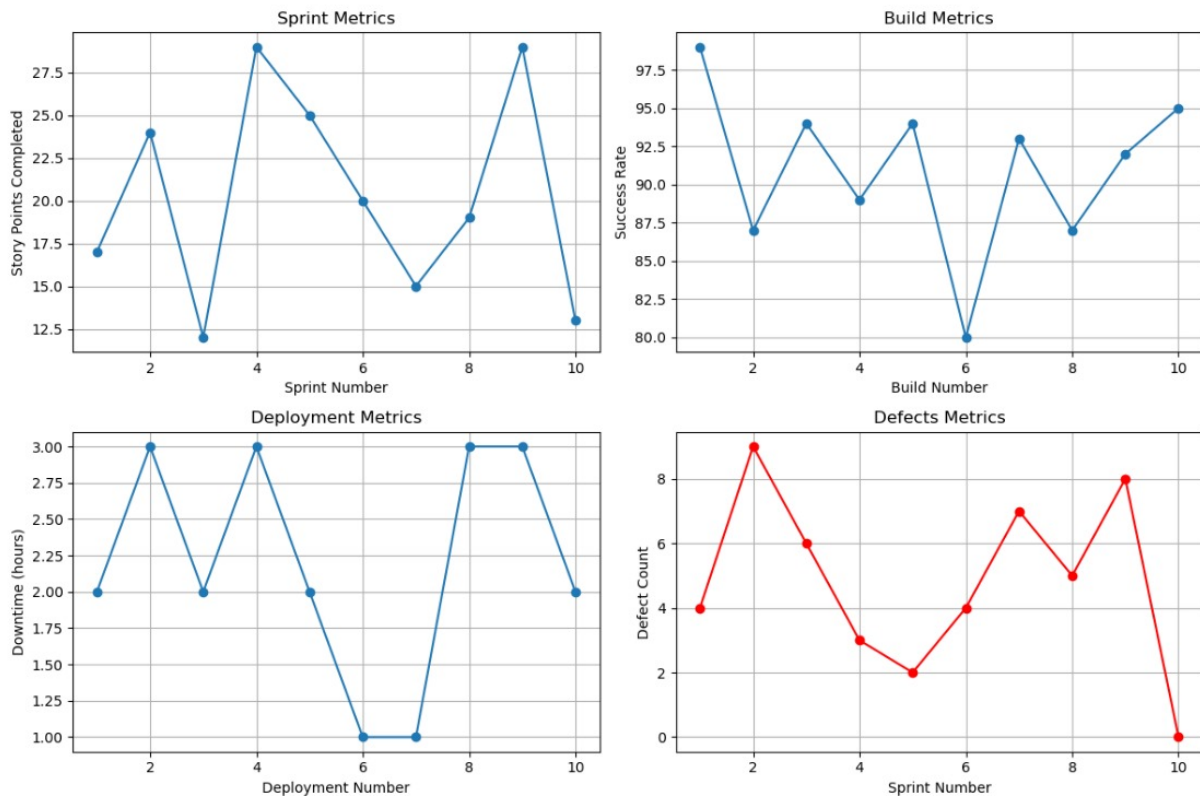 Sprint Metrics
Story Points Completed
27.5
25.0
22.5
20.0
17.5
15.0
12.5
2 4 6 8 10
Sprint Number
Build Metrics
Success Rate
97.5
95.0
92.5
90.0
87.5
85.0
82.5
80.0
2 4 6 8 10
Build Number
Deployment Metrics
Downtime (hours)
3.00
2.75
2.50
2.25
2.00
1.75
1.50
1.25
1.00
2 4 6 8 10
Deployment Number
Defects Metrics
Defect Count
8
6
4
2
0
2 4 6 8 10
Sprint Number